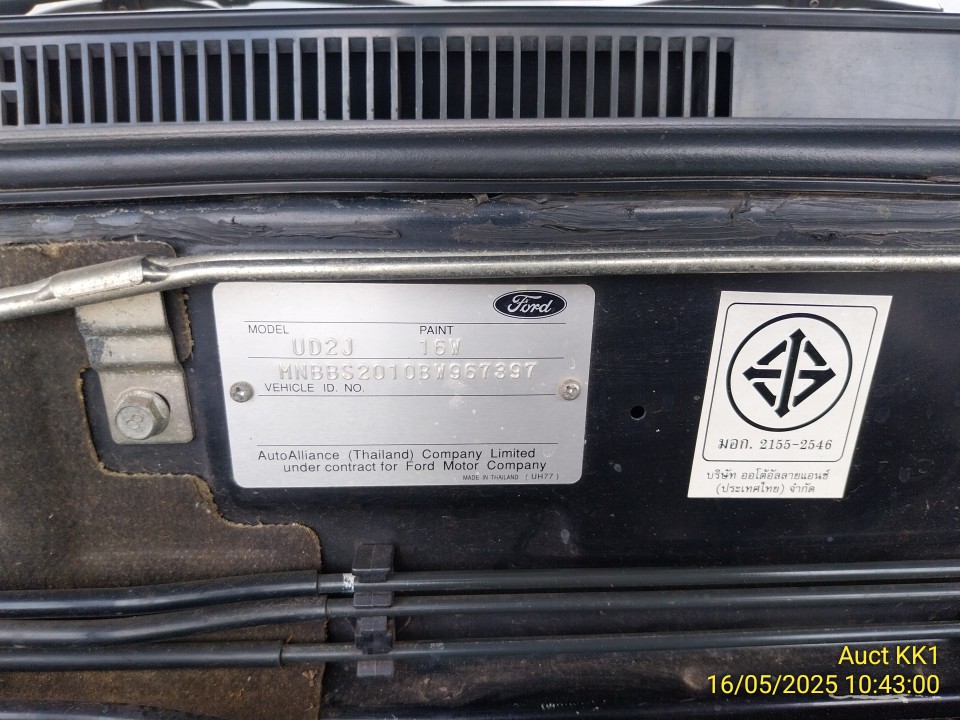 Ford
MODEL PAINT
UD2J 16W
MNBBS2010BW967397
VEHICLE ID. NO.
AutoAlliance (Thailand) Company Limited
under contract for Ford Motor Company
MADE IN THAILAND ( UH77 )
มอก. 2155-2546
บริษัท ออโต้อัลลายแอนซ์
(ประเทศไทย) จำกัด
Auct KK1
16/05/2025 10:43:00